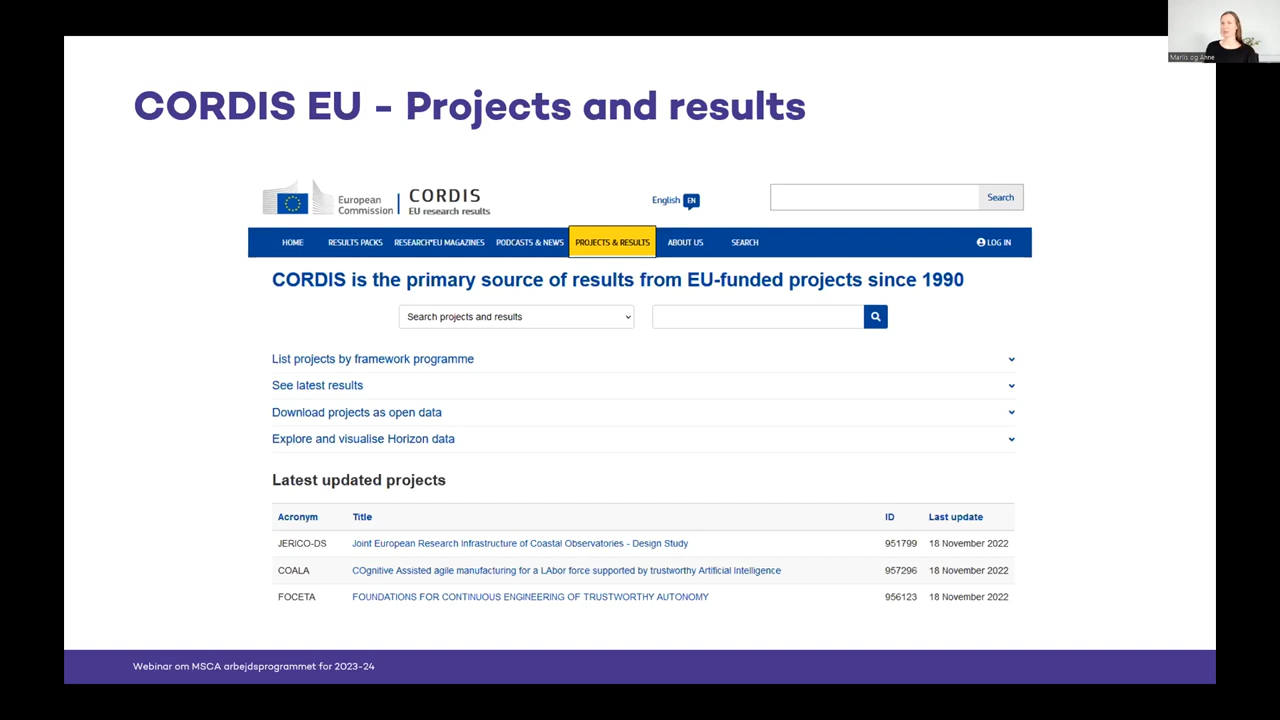 Marlis og Ahne
CORDIS EU - Projects and results
European Commission
CORDIS
EU research results
English EN
Search
HOME RESULTS PACKS RESEARCH*EU MAGAZINES PODCASTS & NEWS PROJECTS & RESULTS ABOUT US SEARCH LOG IN
CORDIS is the primary source of results from EU-funded projects since 1990
Search projects and results
List projects by framework programme
See latest results
Download projects as open data
Explore and visualise Horizon data
Latest updated projects
Acronym Title ID Last update
JERICO-DS Joint European Research Infrastructure of Coastal Observatories - Design Study 951799 18 November 2022
COALA COgnitive Assisted agile manufacturing for a LAbor force supported by trustworthy Artificial Intelligence 957296 18 November 2022
FOCETA FOUNDATIONS FOR CONTINUOUS ENGINEERING OF TRUSTWORTHY AUTONOMY 956123 18 November 2022
Webinar om MSCA arbejdsprogrammet for 2023-24